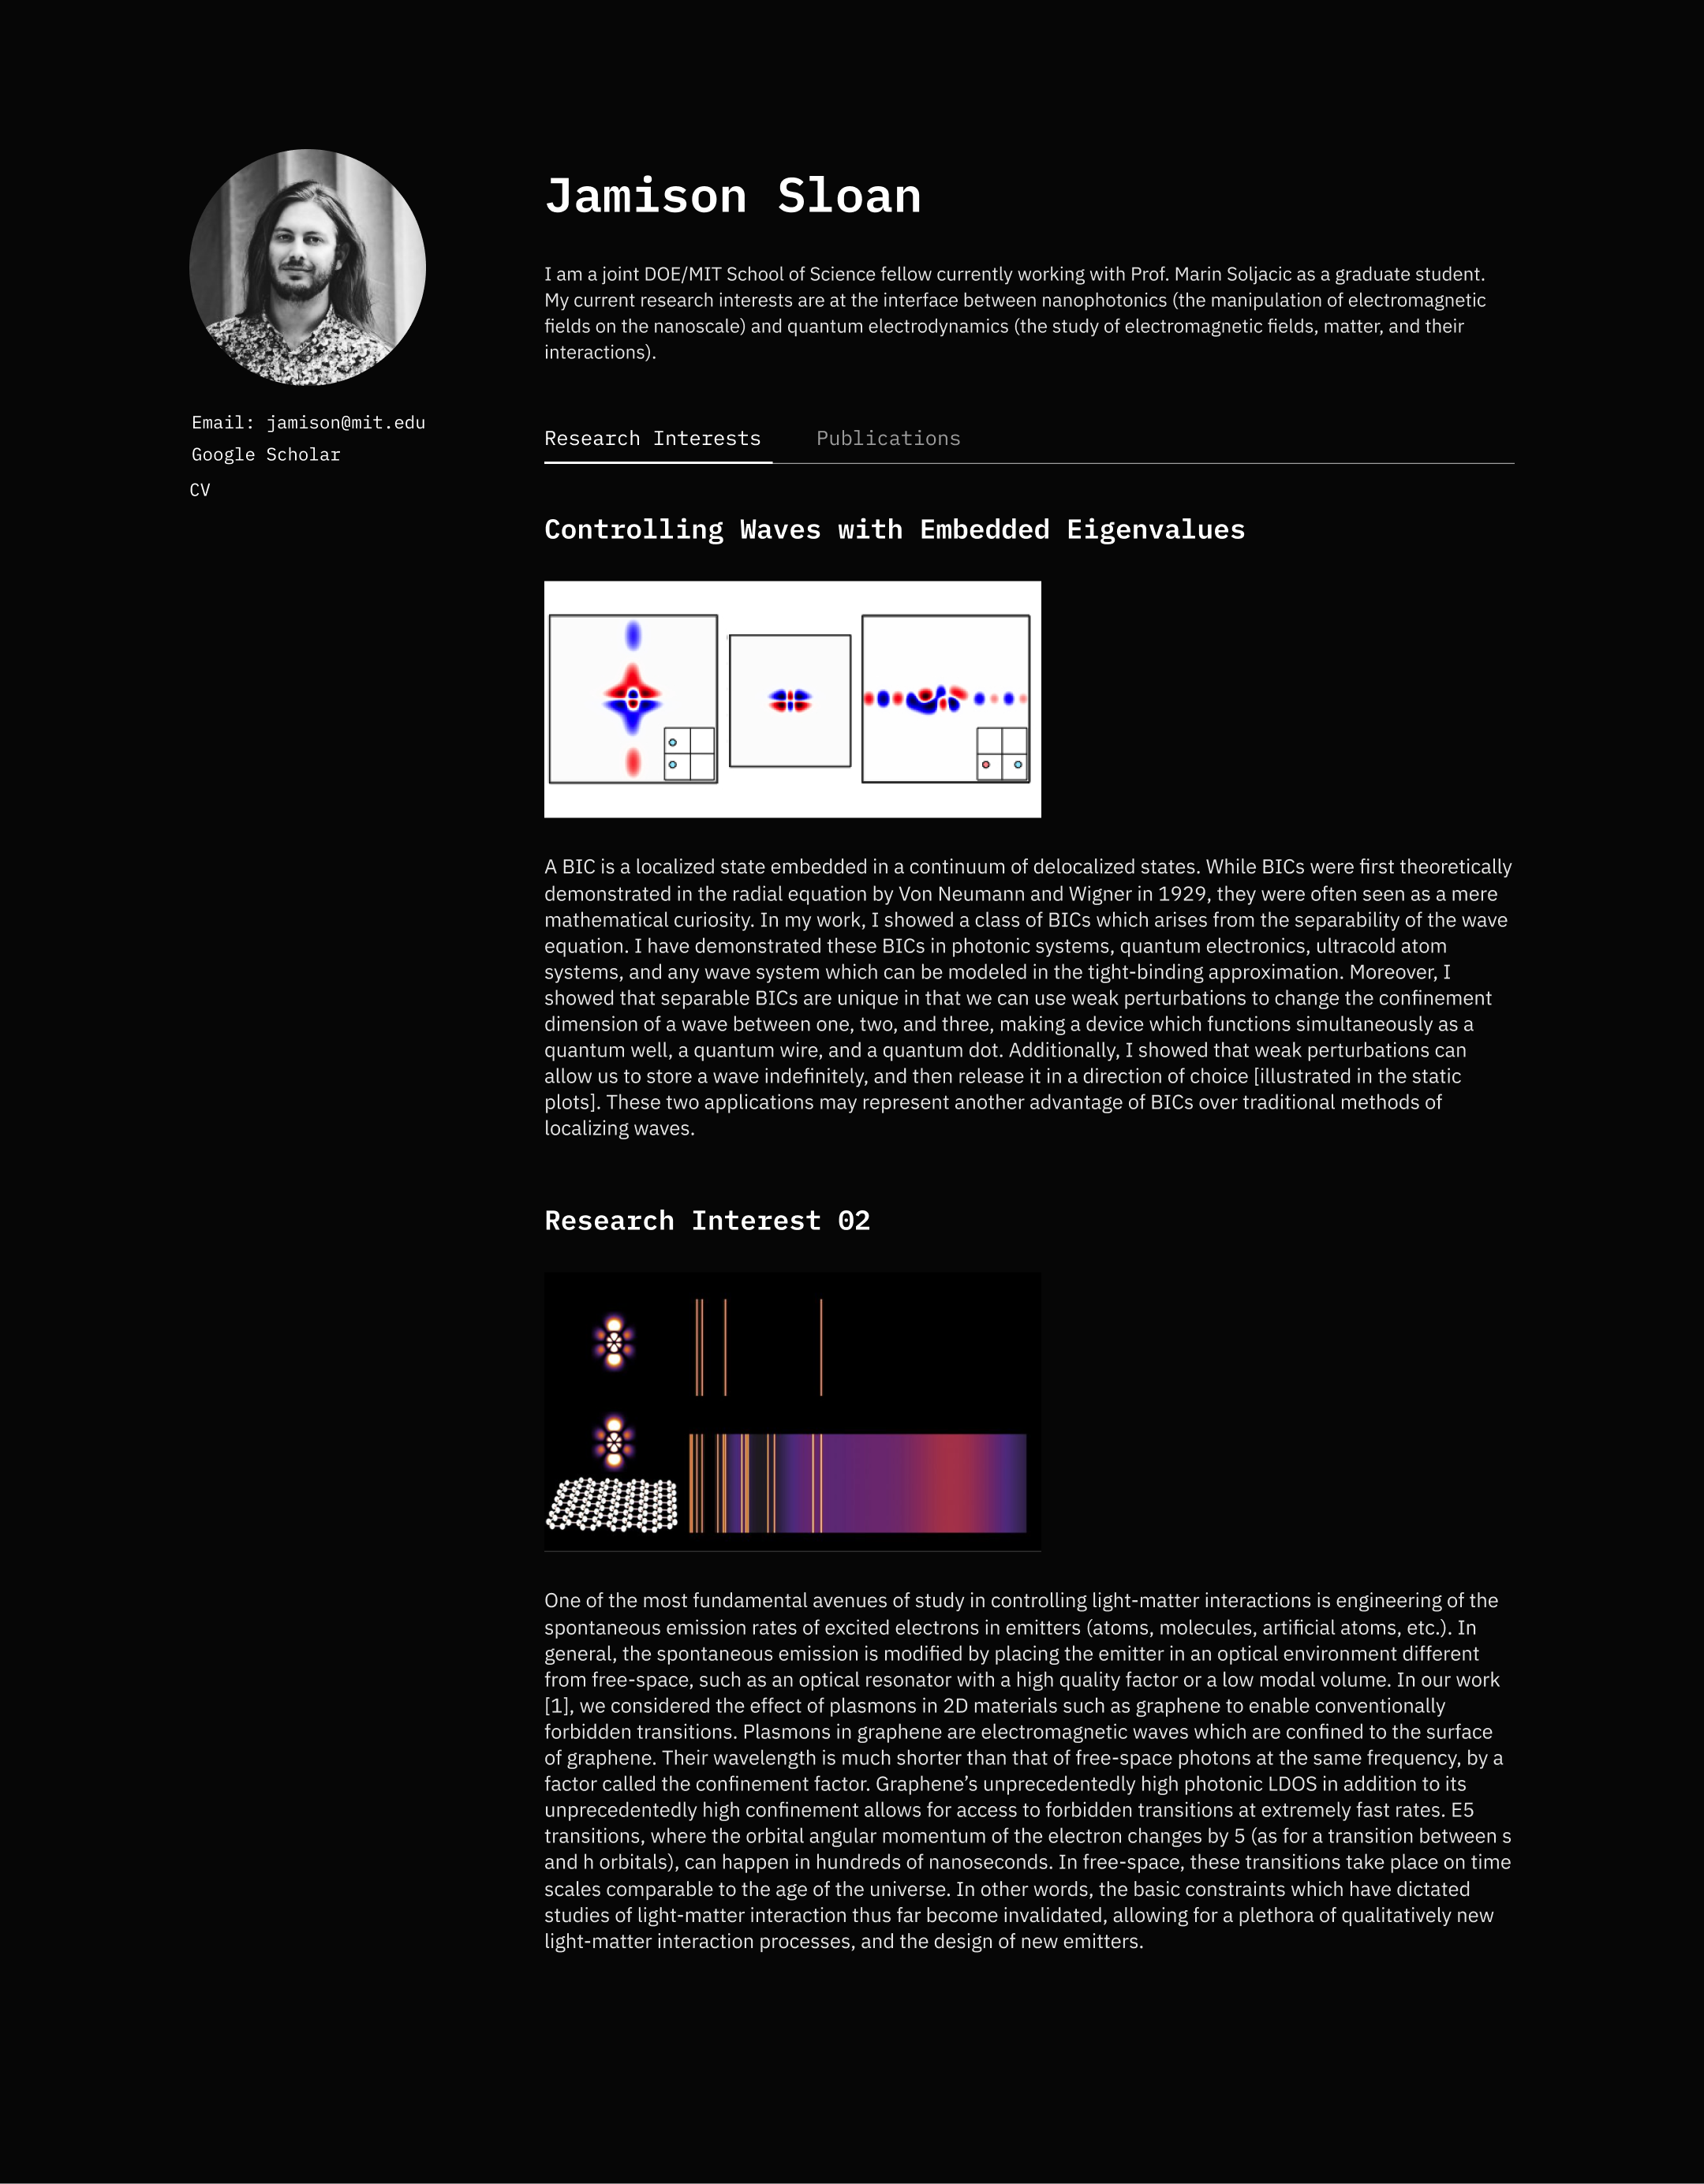 Jamison Sloan
I am a joint DOE/MIT School of Science fellow currently working with Prof. Marin Soljacic as a graduate student.
My current research interests are at the interface between nanophotonics (the manipulation of electromagnetic
fields on the nanoscale) and quantum electrodynamics (the study of electromagnetic fields, matter, and their
interactions).
Email: jamison@mit.edu
Google Scholar
CV
Research Interests
Publications
Controlling Waves with Embedded Eigenvalues
A BIC is a localized state embedded in a continuum of delocalized states. While BICs were first theoretically
demonstrated in the radial equation by Von Neumann and Wigner in 1929, they were often seen as a mere
mathematical curiosity. In my work, I showed a class of BICs which arises from the separability of the wave
equation. I have demonstrated these BICs in photonic systems, quantum electronics, ultracold atom
systems, and any wave system which can be modeled in the tight-binding approximation. Moreover, I
showed that separable BICs are unique in that we can use weak perturbations to change the confinement
dimension of a wave between one, two, and three, making a device which functions simultaneously as a
quantum well, a quantum wire, and a quantum dot. Additionally, I showed that weak perturbations can
allow us to store a wave indefinitely, and then release it in a direction of choice [illustrated in the static
plots]. These two applications may represent another advantage of BICs over traditional methods of
localizing waves.
Research Interest 02
One of the most fundamental avenues of study in controlling light-matter interactions is engineering of the
spontaneous emission rates of excited electrons in emitters (atoms, molecules, artificial atoms, etc.). In
general, the spontaneous emission is modified by placing the emitter in an optical environment different
from free-space, such as an optical resonator with a high quality factor or a low modal volume. In our work
[1], we considered the effect of plasmons in 2D materials such as graphene to enable conventionally
forbidden transitions. Plasmons in graphene are electromagnetic waves which are confined to the surface
of graphene. Their wavelength is much shorter than that of free-space photons at the same frequency, by a
factor called the confinement factor. Graphene’s unprecedentedly high photonic LDOS in addition to its
unprecedentedly high confinement allows for access to forbidden transitions at extremely fast rates. E5
transitions, where the orbital angular momentum of the electron changes by 5 (as for a transition between s
and h orbitals), can happen in hundreds of nanoseconds. In free-space, these transitions take place on time
scales comparable to the age of the universe. In other words, the basic constraints which have dictated
studies of light-matter interaction thus far become invalidated, allowing for a plethora of qualitatively new
light-matter interaction processes, and the design of new emitters.